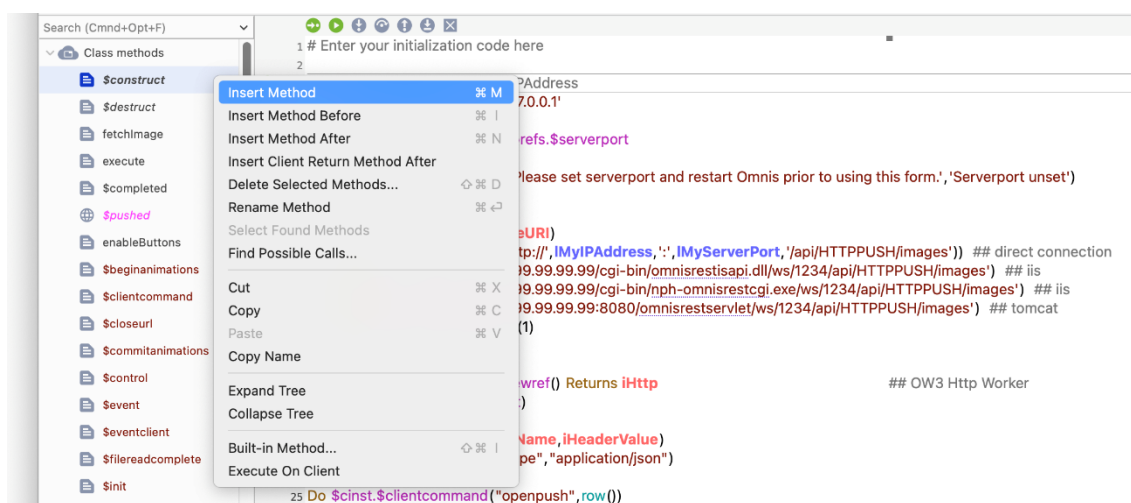 Search (Cmnd+Opt+F)
Class methods
$construct
$destruct
fetchImage
execute
$completed
$pushed
enableButtons
$beginanimations
$clientcommand
$closeurl
$commitanimations
$control
$event
$eventclient
$filereadcomplete
$init
Insert Method ⌘ M
Insert Method Before ⌘ I
Insert Method After ⌘ N
Insert Client Return Method After
Delete Selected Methods... ⇧ ⌘ D
Rename Method ⌘ ↩
Select Found Methods
Find Possible Calls...
Cut ⌘ X
Copy ⌘ C
Paste ⌘ V
Copy Name
Expand Tree
Collapse Tree
Built-in Method... ⇧ ⌘ I
Execute On Client
1 # Enter your initialization code here
2
PAddress
7.0.0.1'
refs.$serverport
Please set serverport and restart Omnis prior to using this form.','Serverport unset')
eURI)
tp://',lMyIPAddress,':',lMyServerPort,'/api/HTTPPUSH/images')) ## direct connection
99.99.99.99/cgi-bin/omnisrestisapi.dll/ws/1234/api/HTTPPUSH/images') ## iis
99.99.99.99/cgi-bin/nph-omnisrestcgi.exe/ws/1234/api/HTTPPUSH/images') ## iis
99.99.99.99:8080/omnisrestservlet/ws/1234/api/HTTPPUSH/images') ## tomcat
(1)
ewref() Returns iHttp ## OW3 Http Worker
)
Name,iHeaderValue)
pe","application/json")
25 Do $cinst.$clientcommand("openpush",row())